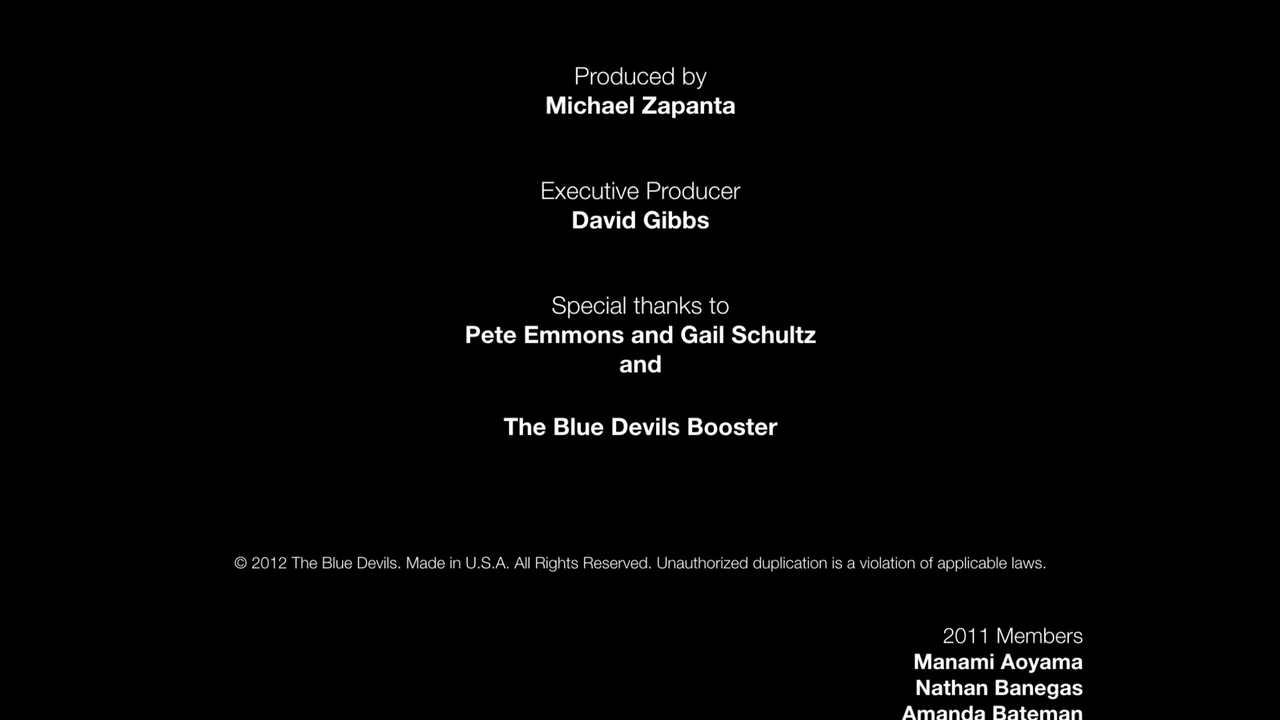 Produced by
Michael Zapanta
Executive Producer
David Gibbs
Special thanks to
Pete Emmons and Gail Schultz
and
The Blue Devils Booster
© 2012 The Blue Devils. Made in U.S.A. All Rights Reserved. Unauthorized duplication is a violation of applicable laws.
2011 Members
Manami Aoyama
Nathan Banegas
Amanda Bateman